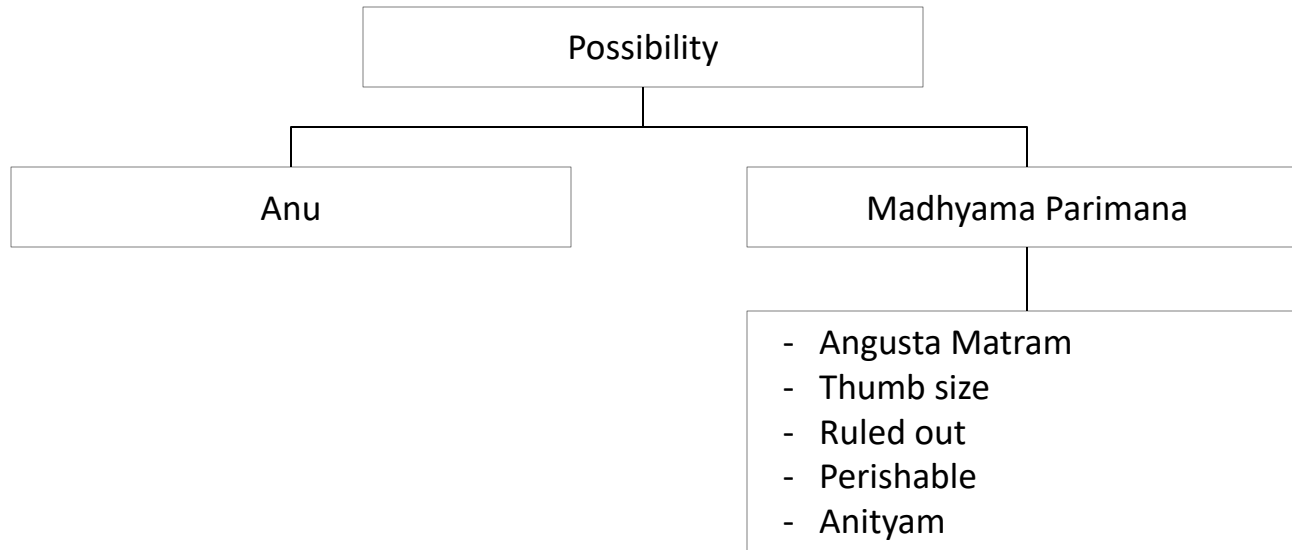 Possibility
Anu
Madhyama Parimana
- Angusta Matram
- Thumb size
- Ruled out
- Perishable
- Anityam